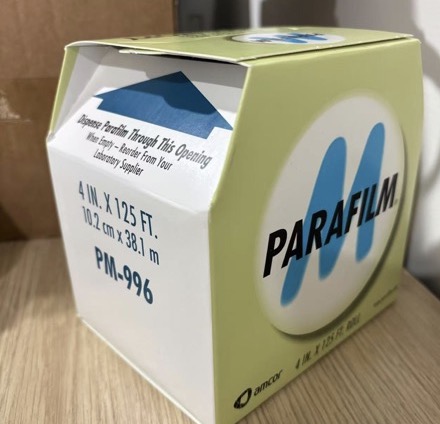 Dispense Parafilm Through This Opening
When Empty – Reorder From Your
Laboratory Supplier
4 IN. X 125 FT.
10.2 cm x 38.1 m
PM-996
M
PARAFILM®
4 IN. X 125 FT. ROLL
amcor